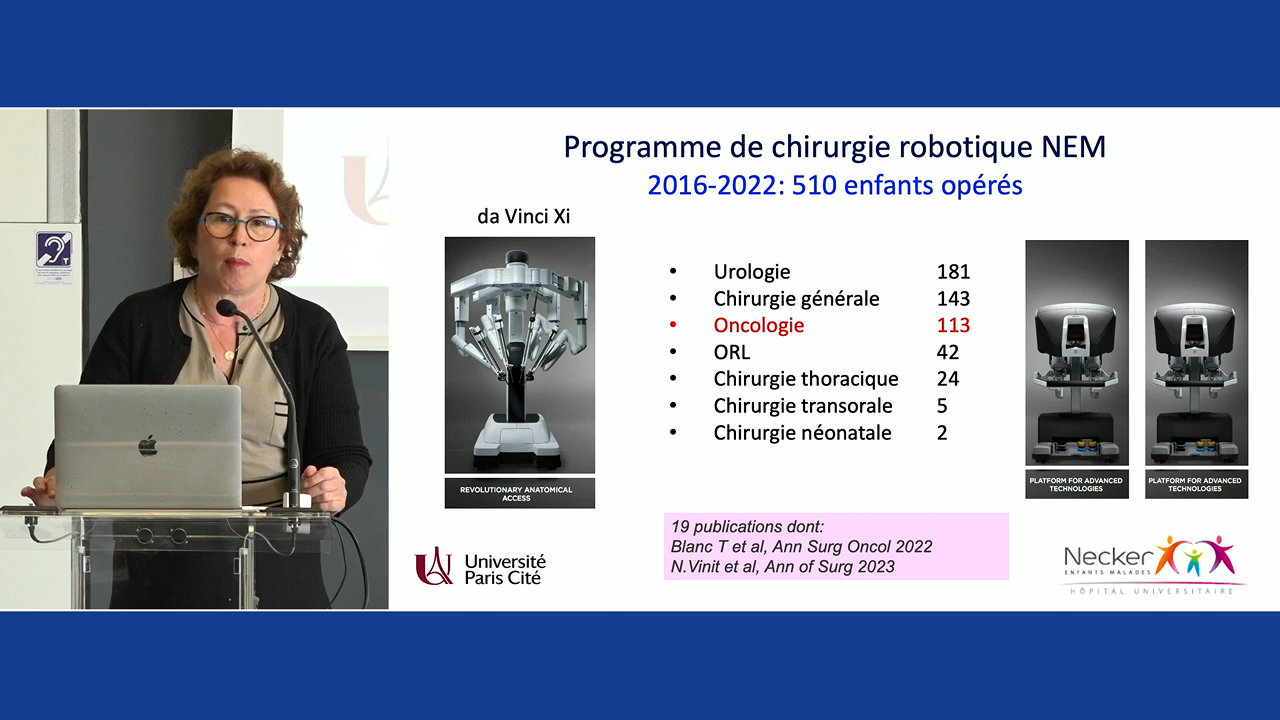 Programme de chirurgie robotique NEM
2016-2022: 510 enfants opérés
da Vinci Xi
• Urologie 181
• Chirurgie générale 143
• Oncologie 113
• ORL 42
• Chirurgie thoracique 24
• Chirurgie transorale 5
• Chirurgie néonatale 2
REVOLUTIONARY ANATOMICAL
ACCESS
PLATFORM FOR ADVANCED
TECHNOLOGIES
PLATFORM FOR ADVANCED
TECHNOLOGIES
19 publications dont:
Blanc T et al, Ann Surg Oncol 2022
N.Vinit et al, Ann of Surg 2023
Université
Paris Cité
Necker
ENFANTS MALADES
HÔPITAL UNIVERSITAIRE